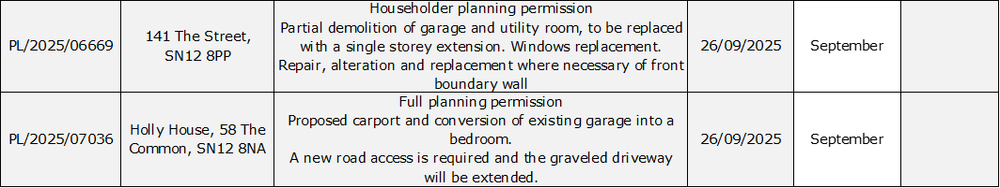 PL/2025/06669
141 The Street,
SN12 8PP
Householder planning permission
Partial demolition of garage and utility room, to be replaced
with a single storey extension. Windows replacement.
Repair, alteration and replacement where necessary of front
boundary wall
26/09/2025
September
PL/2025/07036
Holly House, 58 The
Common, SN12 8NA
Full planning permission
Proposed carport and conversion of existing garage into a
bedroom.
A new road access is required and the graveled driveway
will be extended.
26/09/2025
September